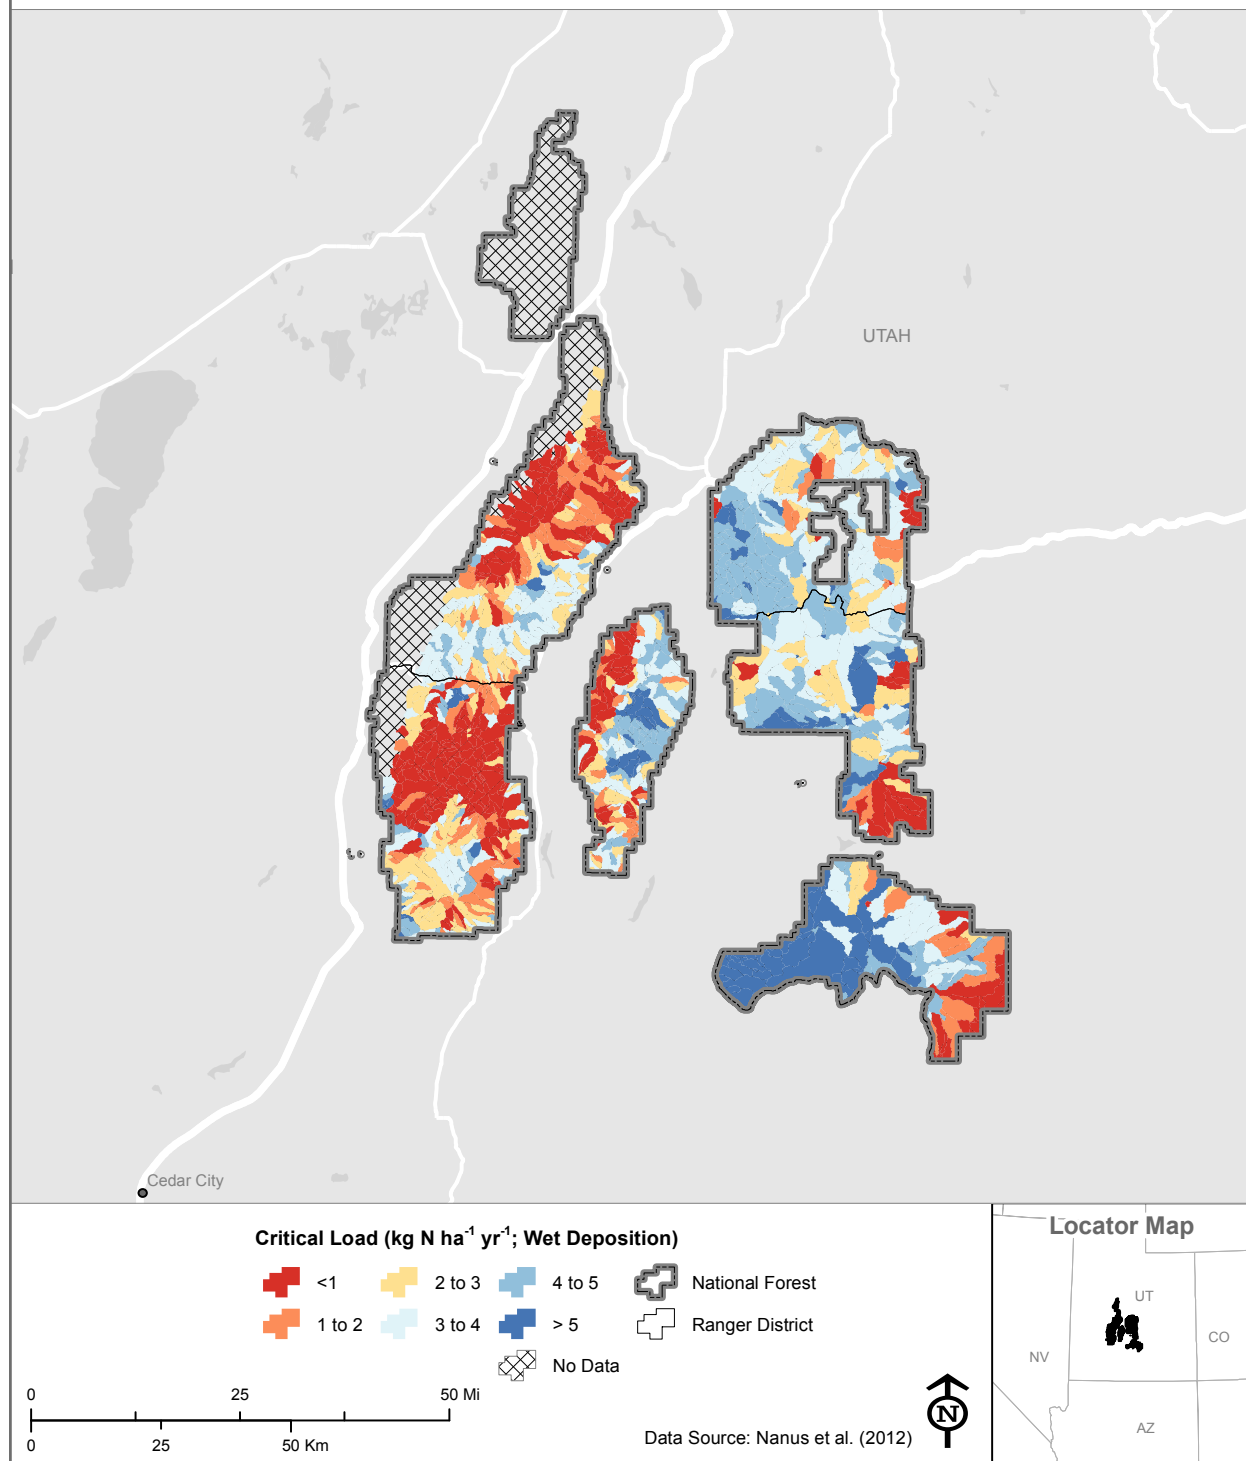 UTAH
Cedar City
Critical Load (kg N ha⁻¹ yr⁻¹; Wet Deposition)
<1
2 to 3
4 to 5
National Forest
1 to 2
3 to 4
> 5
Ranger District
No Data
0 25 50 Mi
0 25 50 Km
Data Source: Nanus et al. (2012)
N
Locator Map
UT
CO
NV
AZ